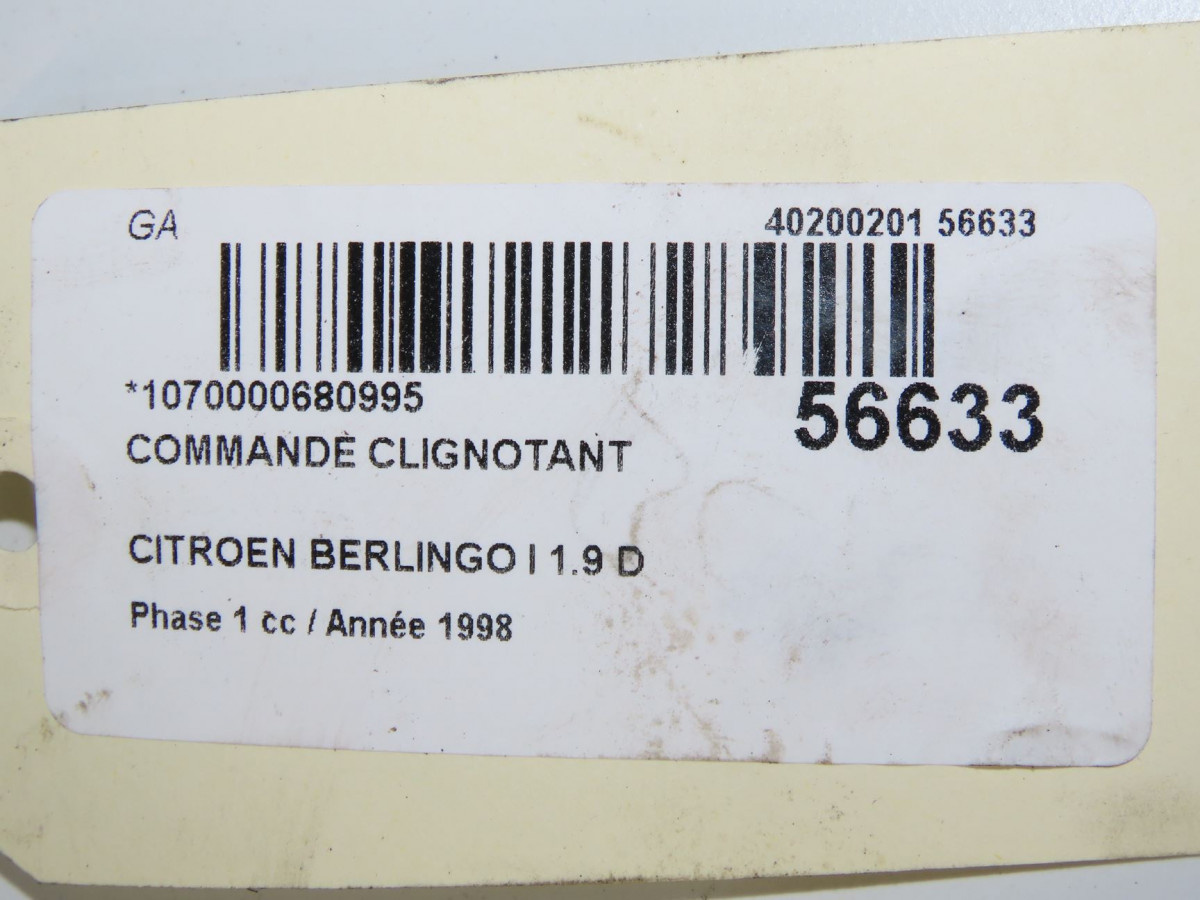 GA 40200201 56633
*1070000680995 56633
COMMANDE CLIGNOTANT
CITROEN BERLINGO I 1.9 D
Phase 1 cc / Année 1998